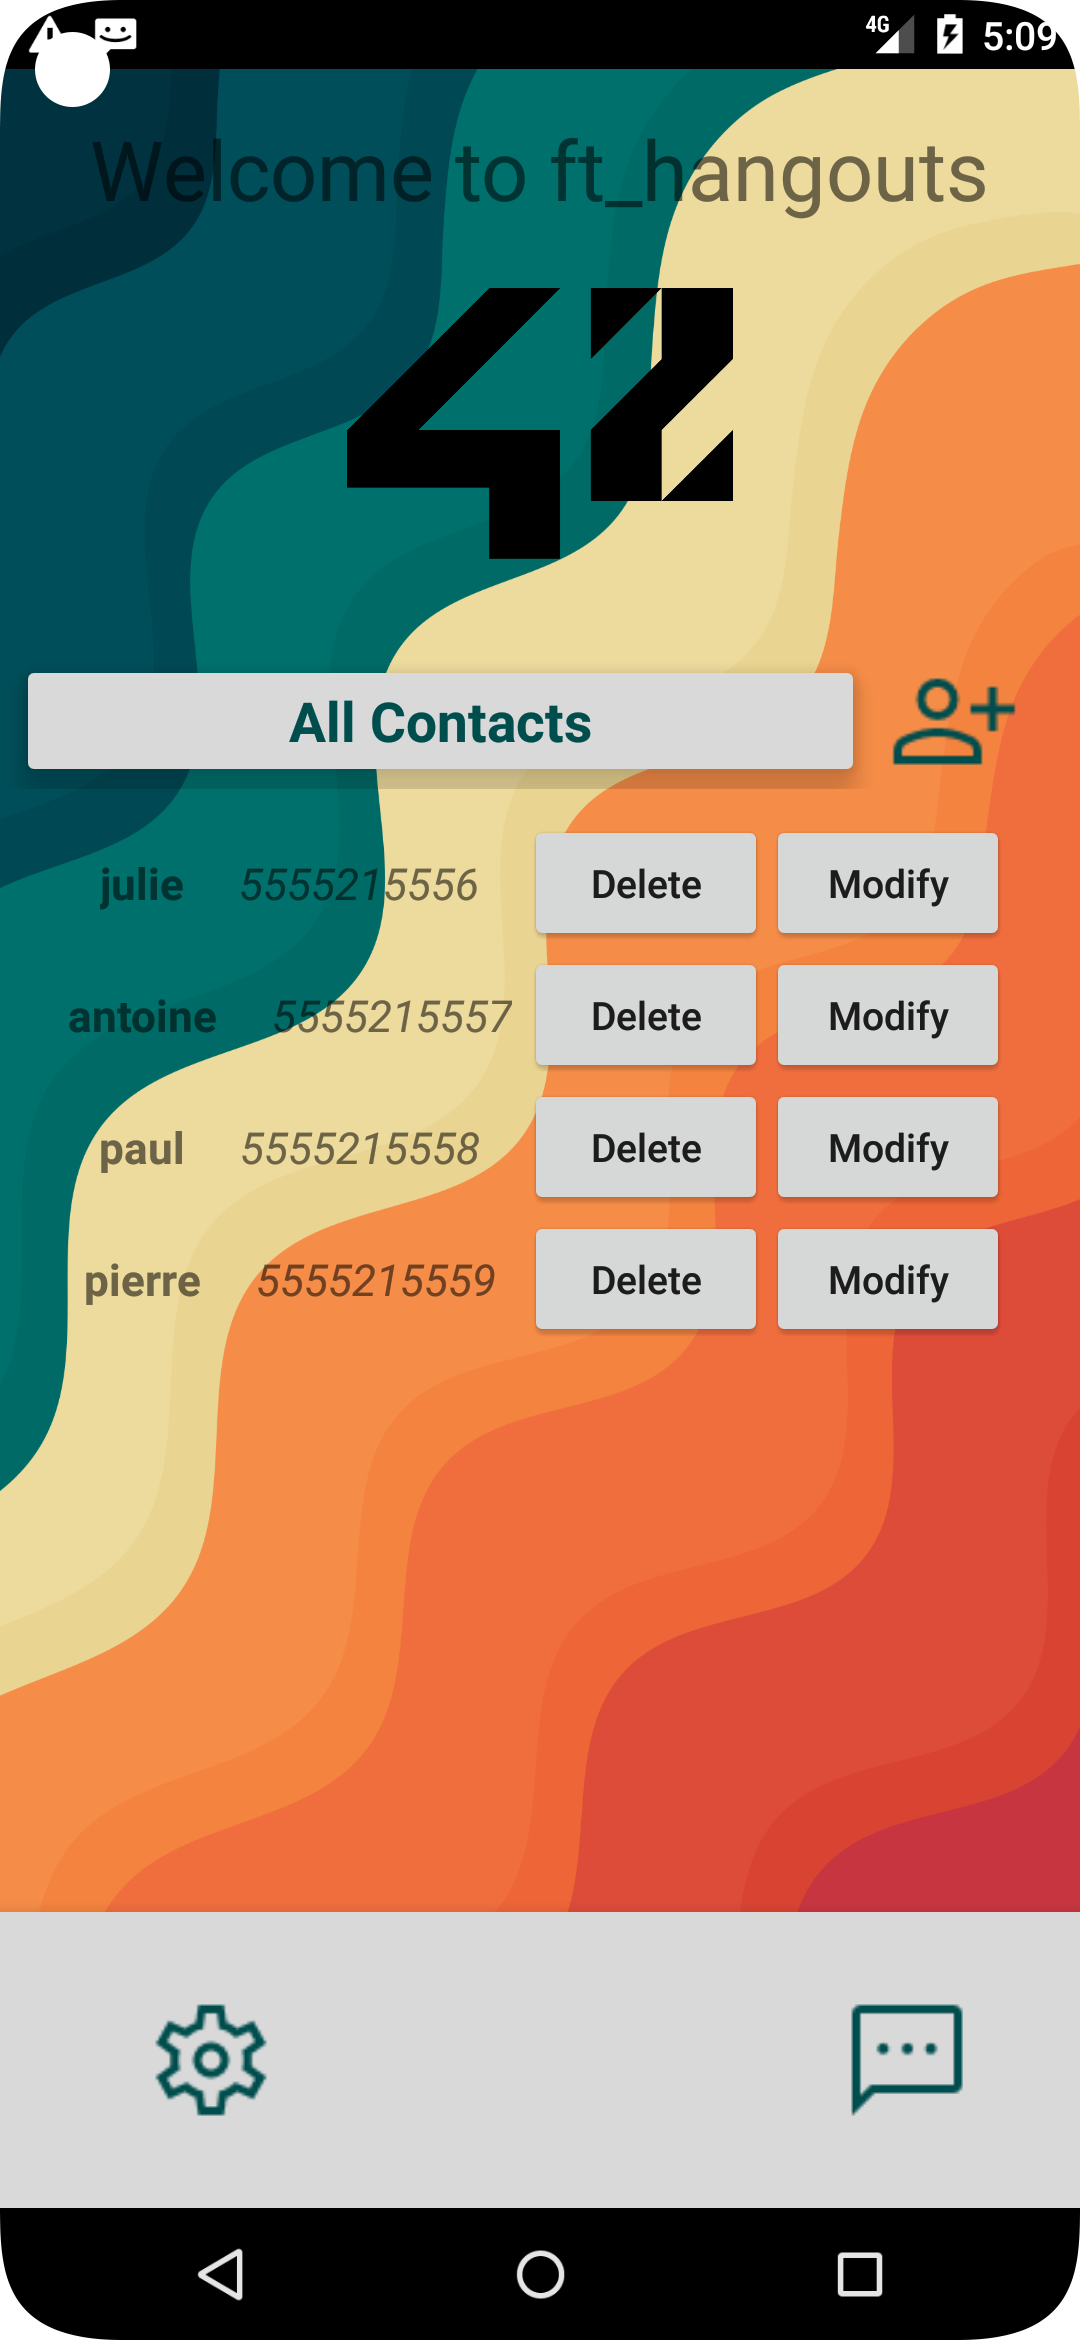 4G 5:09
Welcome to ft_hangouts
42
All Contacts
julie 5555215556 Delete Modify
antoine 5555215557 Delete Modify
paul 5555215558 Delete Modify
pierre 5555215559 Delete Modify